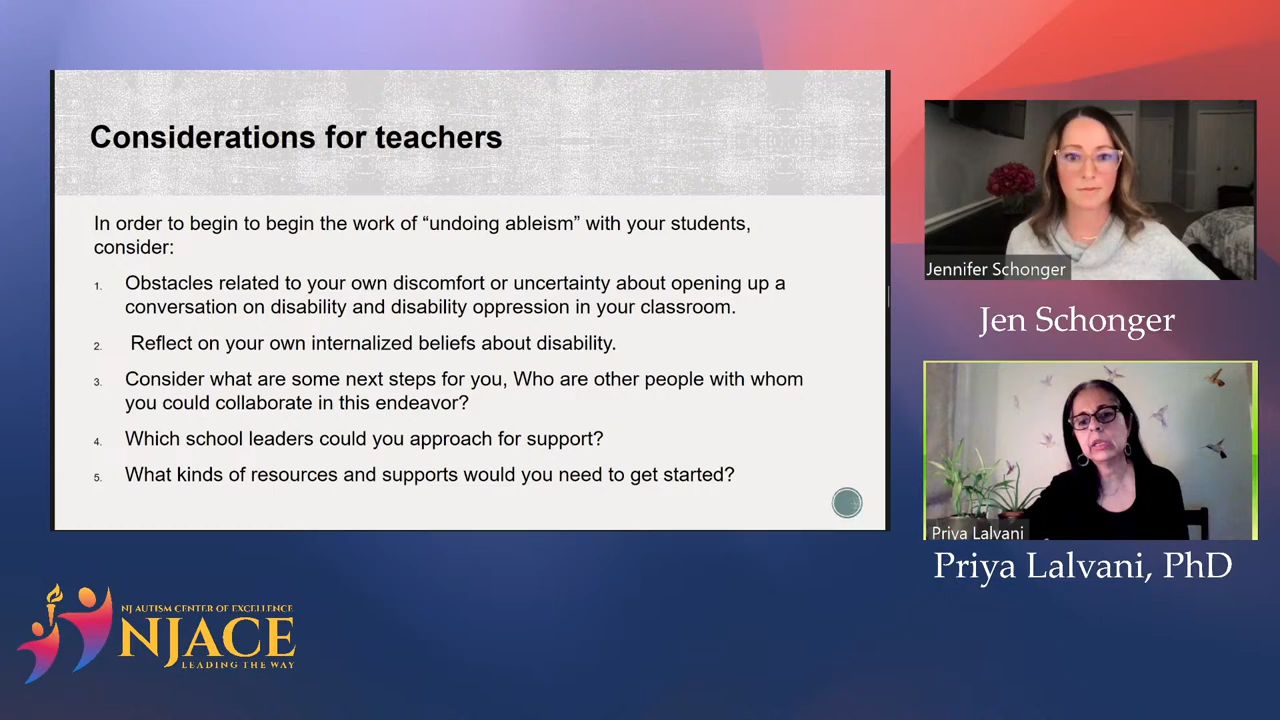 Considerations for teachers
In order to begin to begin the work of “undoing ableism” with your students,
consider:
1. Obstacles related to your own discomfort or uncertainty about opening up a
conversation on disability and disability oppression in your classroom.
2. Reflect on your own internalized beliefs about disability.
3. Consider what are some next steps for you, Who are other people with whom
you could collaborate in this endeavor?
4. Which school leaders could you approach for support?
5. What kinds of resources and supports would you need to get started?
Jennifer Schonger
Jen Schonger
Priya Lalvani
Priya Lalvani, PhD
NJ AUTISM CENTER OF EXCELLENCE
NJACE
LEADING THE WAY